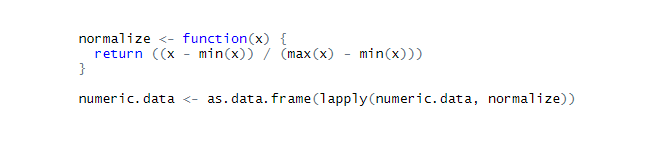 normalize <- function(x) {
  return ((x - min(x)) / (max(x) - min(x)))
}
numeric.data <- as.data.frame(lapply(numeric.data, normalize))